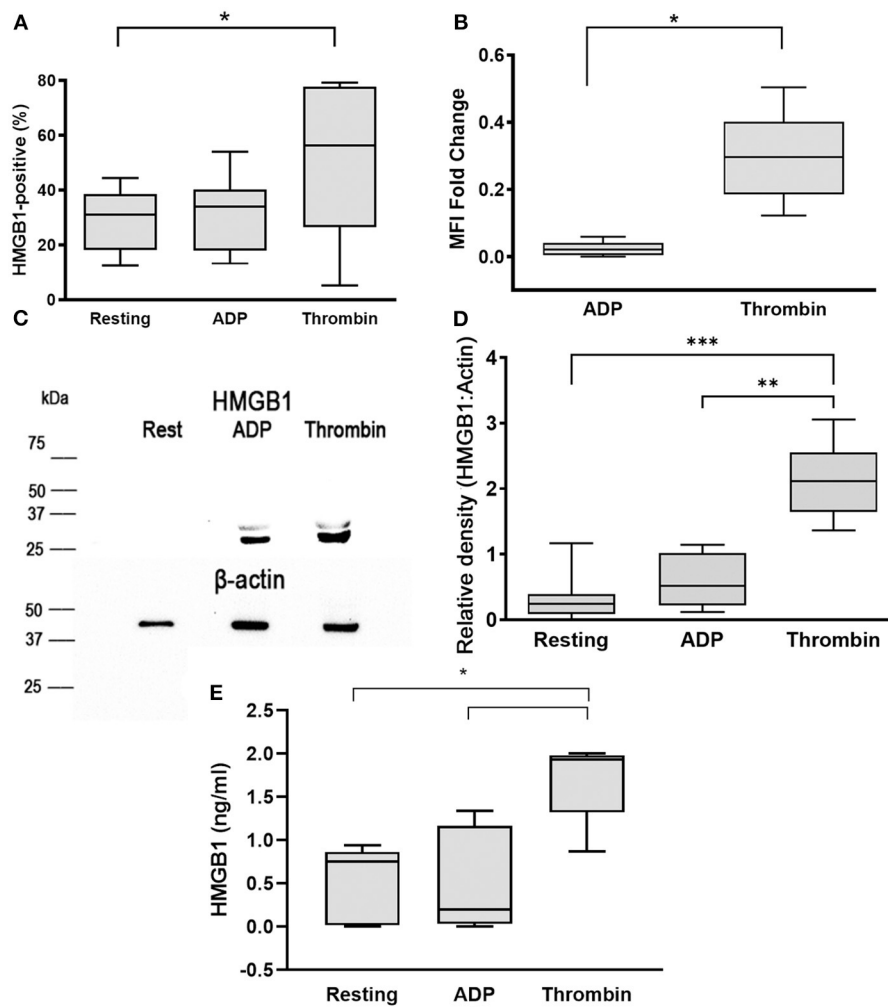 A
*
HMGB1-positive (%)
80
60
40
20
0
Resting ADP Thrombin
B
*
MFI Fold Change
0.6
0.4
0.2
0.0
ADP Thrombin
C
kDa
HMGB1
Rest ADP Thrombin
75
50
37
25
β-actin
50
37
25
D
***
**
Relative density (HMGB1:Actin)
4
3
2
1
0
Resting ADP Thrombin
E
*
HMGB1 (ng/ml)
2.5
2.0
1.5
1.0
0.5
0.0
-0.5
Resting ADP Thrombin